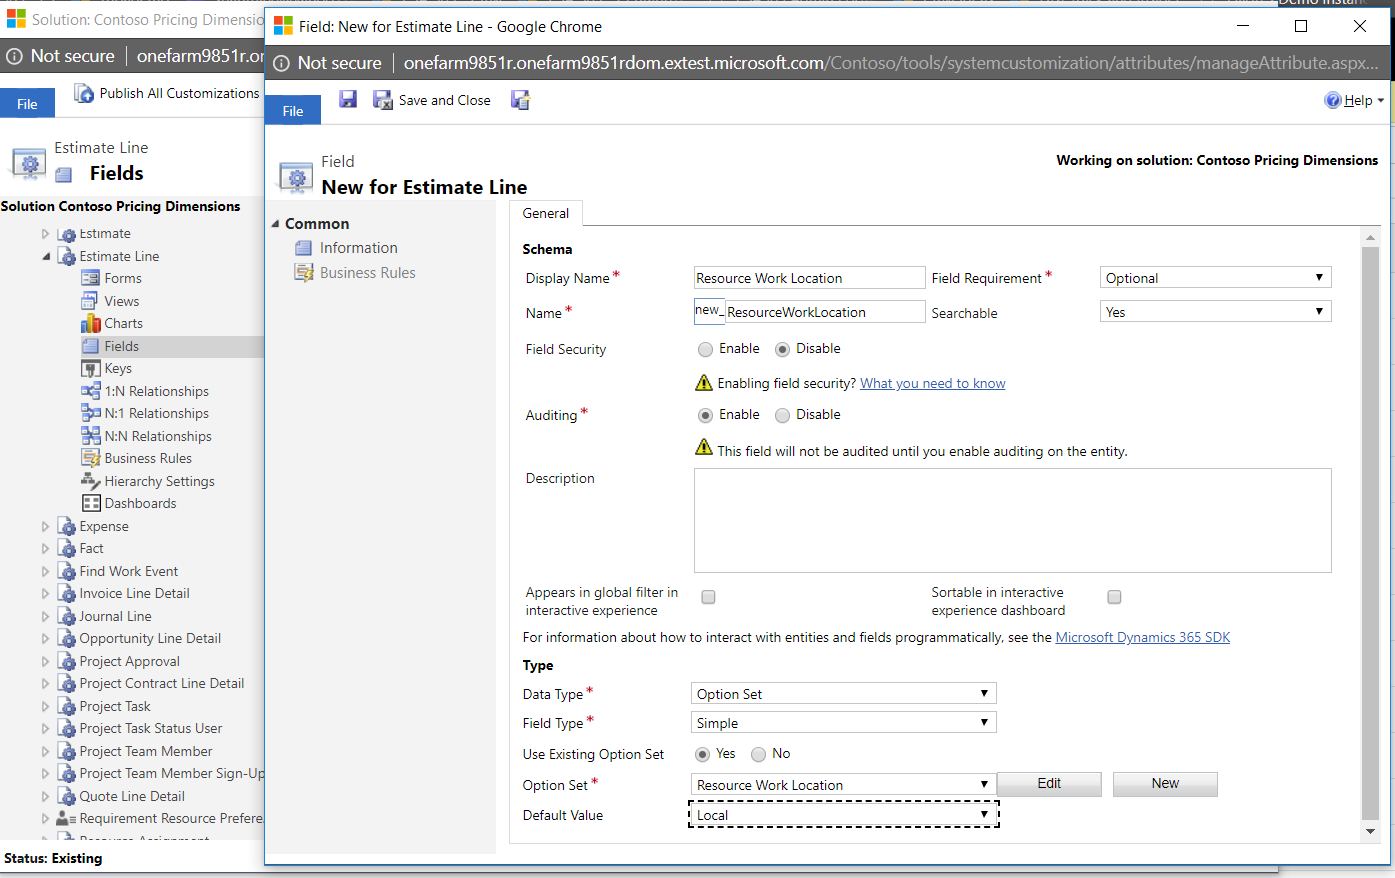 Solution: Contoso Pricing Dimensio
Not secure
onefarm9851r.on
File
Publish All Customizations
Estimate Line
Fields
Solution Contoso Pricing Dimensions
Estimate
Estimate Line
Forms
Views
Charts
Fields
Keys
1:N Relationships
N:1 Relationships
N:N Relationships
Business Rules
Hierarchy Settings
Dashboards
Expense
Fact
Find Work Event
Invoice Line Detail
Journal Line
Opportunity Line Detail
Project Approval
Project Contract Line Detail
Project Task
Project Task Status User
Project Team Member
Project Team Member Sign-Up
Quote Line Detail
Requirement Resource Prefere..
Resource Assignment
Status: Existing
Field: New for Estimate Line - Google Chrome
Not secure
onefarm9851r.onefarm9851rdom.extest.microsoft.com/Contoso/tools/systemcustomization/attributes/manageAttribute.aspx...
File
Save and Close
Help
Field
New for Estimate Line
Working on solution: Contoso Pricing Dimensions
Common
Information
Business Rules
General
Schema
Display Name * Resource Work Location Field Requirement * Optional
Name * new_ ResourceWorkLocation Searchable Yes
Field Security Enable Disable
Enabling field security? What you need to know
Auditing * Enable Disable
This field will not be audited until you enable auditing on the entity.
Description
Appears in global filter in
interactive experience
Sortable in interactive
experience dashboard
For information about how to interact with entities and fields programmatically, see the Microsoft Dynamics 365 SDK
Type
Data Type * Option Set
Field Type * Simple
Use Existing Option Set Yes No
Option Set * Resource Work Location Edit New
Default Value Local